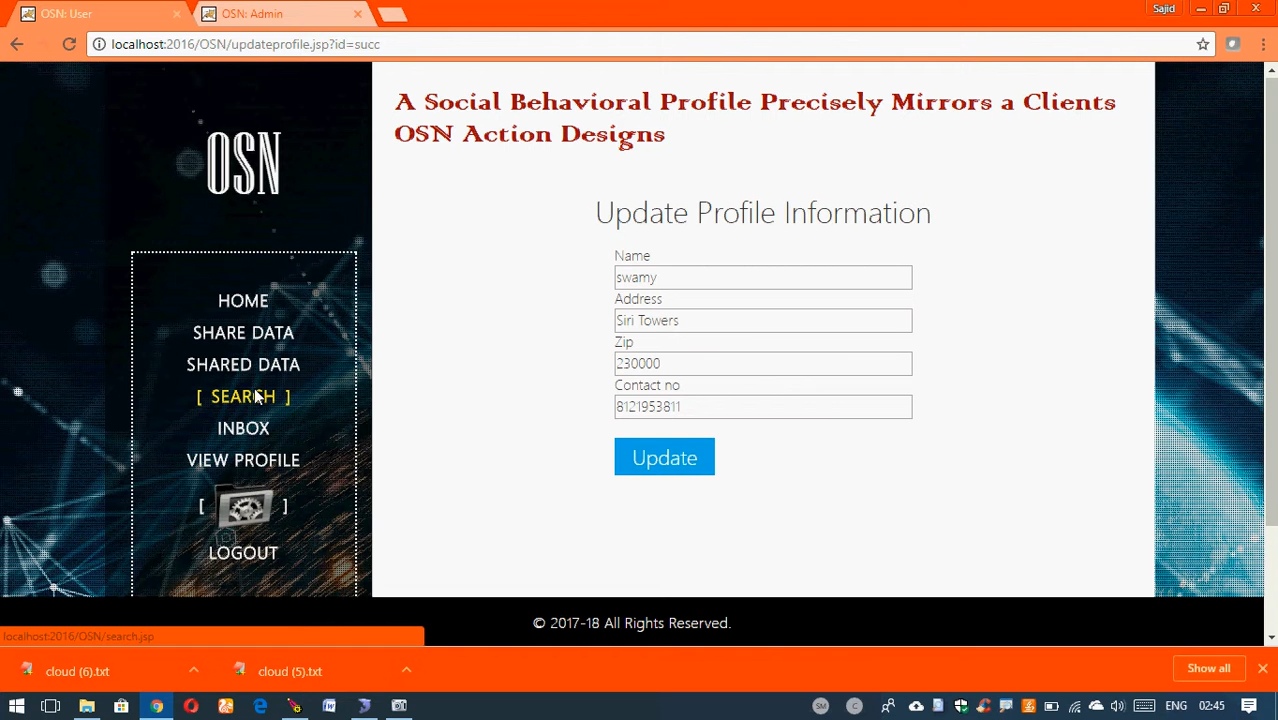 OSN: User
OSN: Admin
Sajid
localhost:2016/OSN/updateprofile.jsp?id=succ
OSN
A Social Behavioral Profile Precisely Mirrors a Clients
OSN Action Designs
Update Profile Information
Name
swamy
Address
Siri Towers
Zip
230000
Contact no
8121953811
Update
HOME
SHARE DATA
SHARED DATA
[ SEARCH ]
INBOX
VIEW PROFILE
[ ]
LOGOUT
© 2017-18 All Rights Reserved.
localhost:2016/OSN/search.jsp
cloud (6).txt
cloud (5).txt
Show all
ENG
02:45